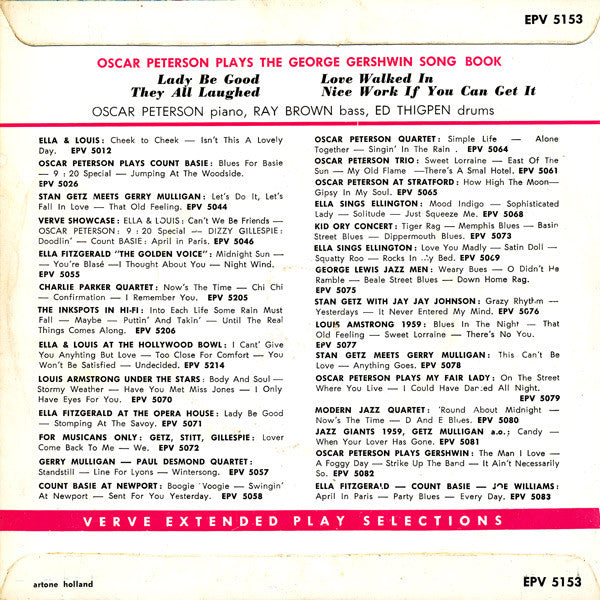 EPV 5153
OSCAR PETERSON PLAYS THE GEORGE GERSHWIN SONG BOOK
Lady Be Good Love Walked In
They All Laughed Nice Work If You Can Get It
OSCAR PETERSON piano, RAY BROWN bass, ED THIGPEN drums
ELLA & LOUIS: Cheek to Cheek — Isn't This A Lovely
Day. EPV 5012
OSCAR PETERSON PLAYS COUNT BASIE: Blues For Basie
— 9 : 20 Special — Jumping At The Woodside.
EPV 5026
STAN GETZ MEETS GERRY MULLIGAN: Let's Do It, Let's
Fall In Love — That Old Feeling. EPV 5044
VERVE SHOWCASE: ELLA & LOUIS: Can't We Be Friends —
OSCAR PETERSON: 9 : 20 Special — DIZZY GILLESPIE:
Doodlin' — Count BASIE: April in Paris. EPV 5046
ELLA FITZGERALD "THE GOLDEN VOICE": Midnight Sun —
— You're Blasé — I Thought About You — Night Wind.
EPV 5055
CHARLIE PARKER QUARTET: Now's The Time — Chi Chi
— Confirmation — I Remember You. EPV 5205
THE INKSPOTS IN HI-FI: Into Each Life Some Rain Must
Fall — Maybe — Puttin' And Takin' — Until The Real
Things Comes Along. EPV 5206
ELLA & LOUIS AT THE HOLLYWOOD BOWL: I Cant' Give
You Anyhting But Love — Too Close For Comfort — You
Won't Be Satisfied — Undecided. EPV 5214
LOUIS ARMSTRONG UNDER THE STARS: Body And Soul —
Stormy Weather — Have You Met Miss Jones — I Only
Have Eyes For You. EPV 5070
ELLA FITZGERALD AT THE OPERA HOUSE: Lady Be Good
— Stomping At The Savoy. EPV 5071
FOR MUSICIANS ONLY: GETZ, STITT, GILLESPIE: Lover
Come Back To Me — We. EPV 5072
GERRY MULLIGAN — PAUL DESMOND QUARTET:
Standstill — Line For Lyons — Wintersong. EPV 5057
COUNT BASIE AT NEWPORT: Boogie Voogie — Swingin'
At Newport — Sent For You Yesterday. EPV 5058
OSCAR PETERSON QUARTET: Simple Life — Alone
Together — Singin' In The Rain . EPV 5064
OSCAR PETERSON TRIO: Sweet Lorraine — East Of The
Sun — My Old Flame —There's A Smal Hotel. EPV 5061
OSCAR PETERSON AT STRATFORD: How High The Moon—
Gipsy In My Soul. EPV 5065
ELLA SINGS ELLINGTON: Mood Indigo — Sophisticated
Lady — Solitude — Just Squeeze Me. EPV 5068
KID ORY CONCERT: Tiger Rag — Memphis Blues — Basin
Street Blues — Dippermouth Blues. EPV 5073
ELLA SINGS ELLINGTON: Love You Madly — Satin Doll —
Squatty Roo — Rocks In My Bed. EPV 5069
GEORGE LEWIS JAZZ MEN: Weary Bues — O Didn't He
Ramble — Beale Street Blues — Down Home Rag.
EPV 5075
STAN GETZ WITH JAY JAY JOHNSON: Grazy Rhythm —
Yesterdays — It Never Entered My Mind. EPV 5076
LOUIS AMSTRONG 1959: Blues In The Night — That
Old Feeling — Sweet Lorraine — There's No You.
EPV 5077
STAN GETZ MEETS GERRY MULLIGAN: This Can't Be
Love — Anything Goes. EPV 5078
OSCAR PETERSON PLAYS MY FAIR LADY: On The Street
Where You Live — I Could Have Danced All Night.
EPV 5079
MODERN JAZZ QUARTET: 'Round About Midnight —
Now's The Time — D And E Blues. EPV 5080
JAZZ GIANTS 1959, GETZ MULLIGAN a.o.: Candy —
When Your Lover Has Gone. EPV 5081
OSCAR PETERSON PLAYS GERSHWIN: The Man I Love —
A Foggy Day — Strike Up The Band — It Ain't Necessarily
So. EPV 5082
ELLA FITZGERALD — COUNT BASIE — JOE WILLIAMS:
April In Paris — Party Blues — Every Day. EPV 5083
VERVE EXTENDED PLAY SELECTIONS
artone holland
EPV 5153